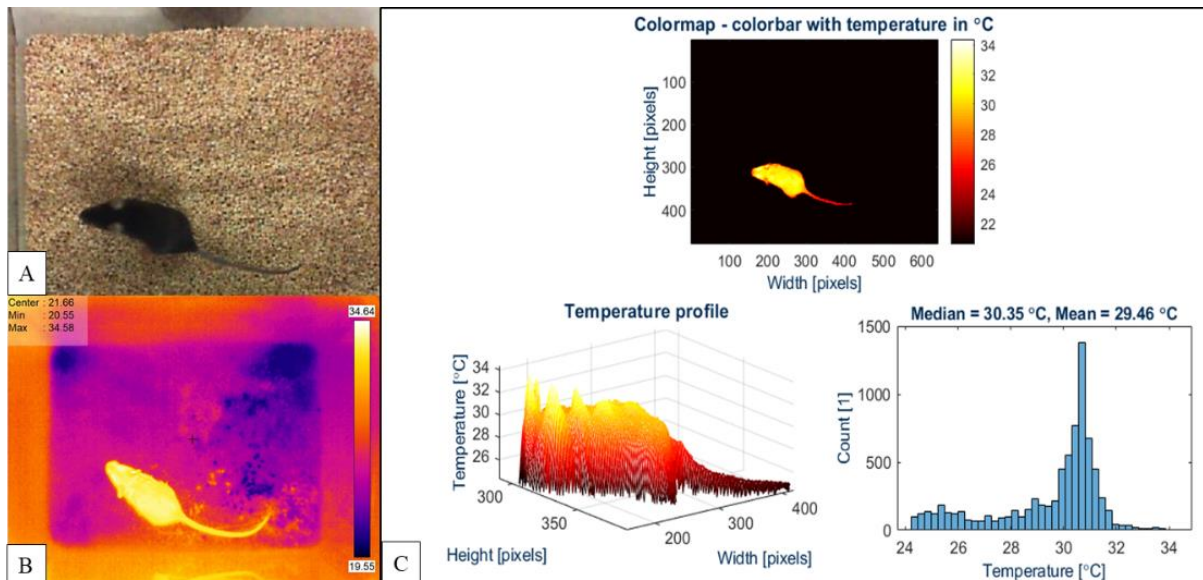 A
Center : 21.66
Min : 20.55
Max : 34.58
34.64
19.55
B
Colormap - colorbar with temperature in °C
Height [pixels]
100
200
300
400
100 200 300 400 500 600
Width [pixels]
34
32
30
28
26
24
22
Temperature profile
Temperature [°C]
34
32
30
28
26
300
350
Height [pixels]
200
300
400
Width [pixels]
C
Median = 30.35 °C, Mean = 29.46 °C
Count [1]
1500
1000
500
0
24 26 28 30 32 34
Temperature [°C]